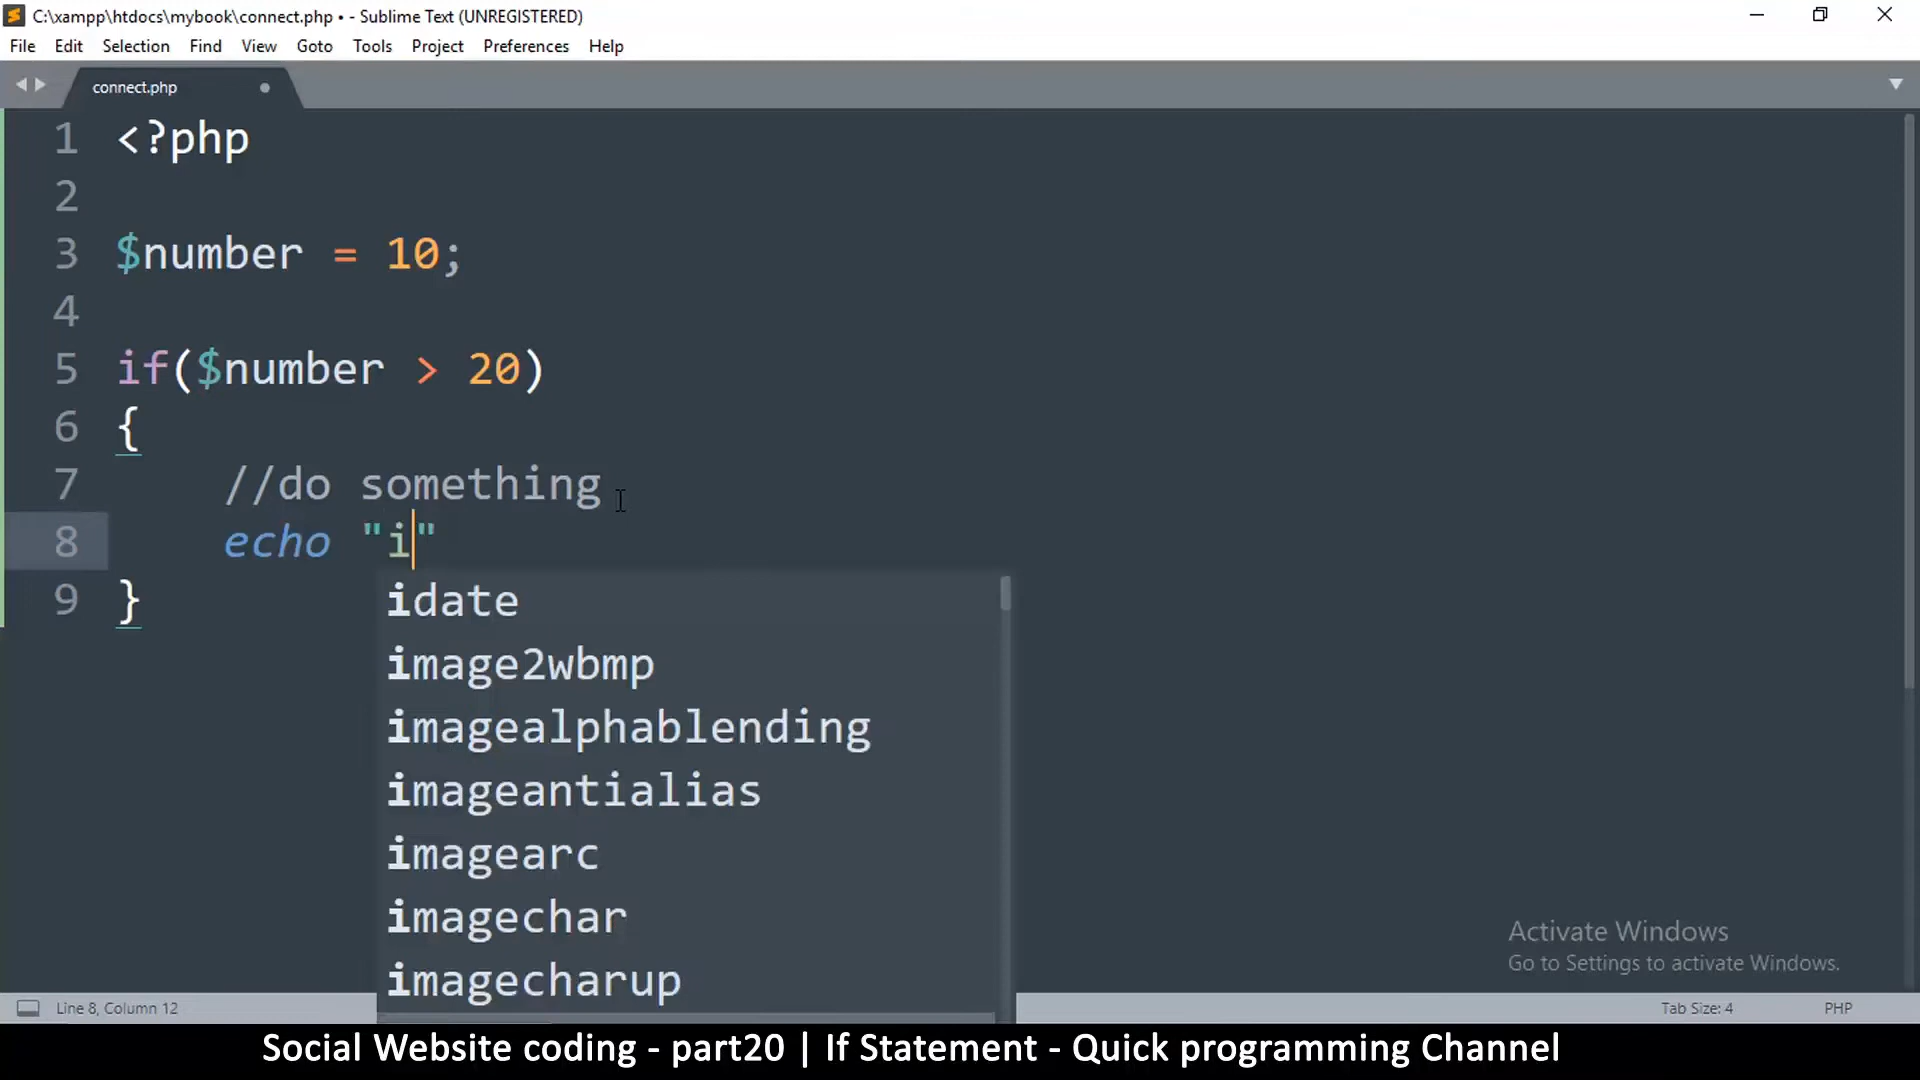 C:\xampp\htdocs\mybook\connect.php • - Sublime Text (UNREGISTERED)
File Edit Selection Find View Goto Tools Project Preferences Help
connect.php
1 <?php
2
3 $number = 10;
4
5 if($number > 20)
6 {
7 //do something
8 echo "i"
9 }
idate
image2wbmp
imagealphablending
imageantialias
imagearc
imagechar
imagecharup
Activate Windows
Go to Settings to activate Windows.
Line 8, Column 12 Tab Size: 4 PHP
Social Website coding - part20 | If Statement - Quick programming Channel